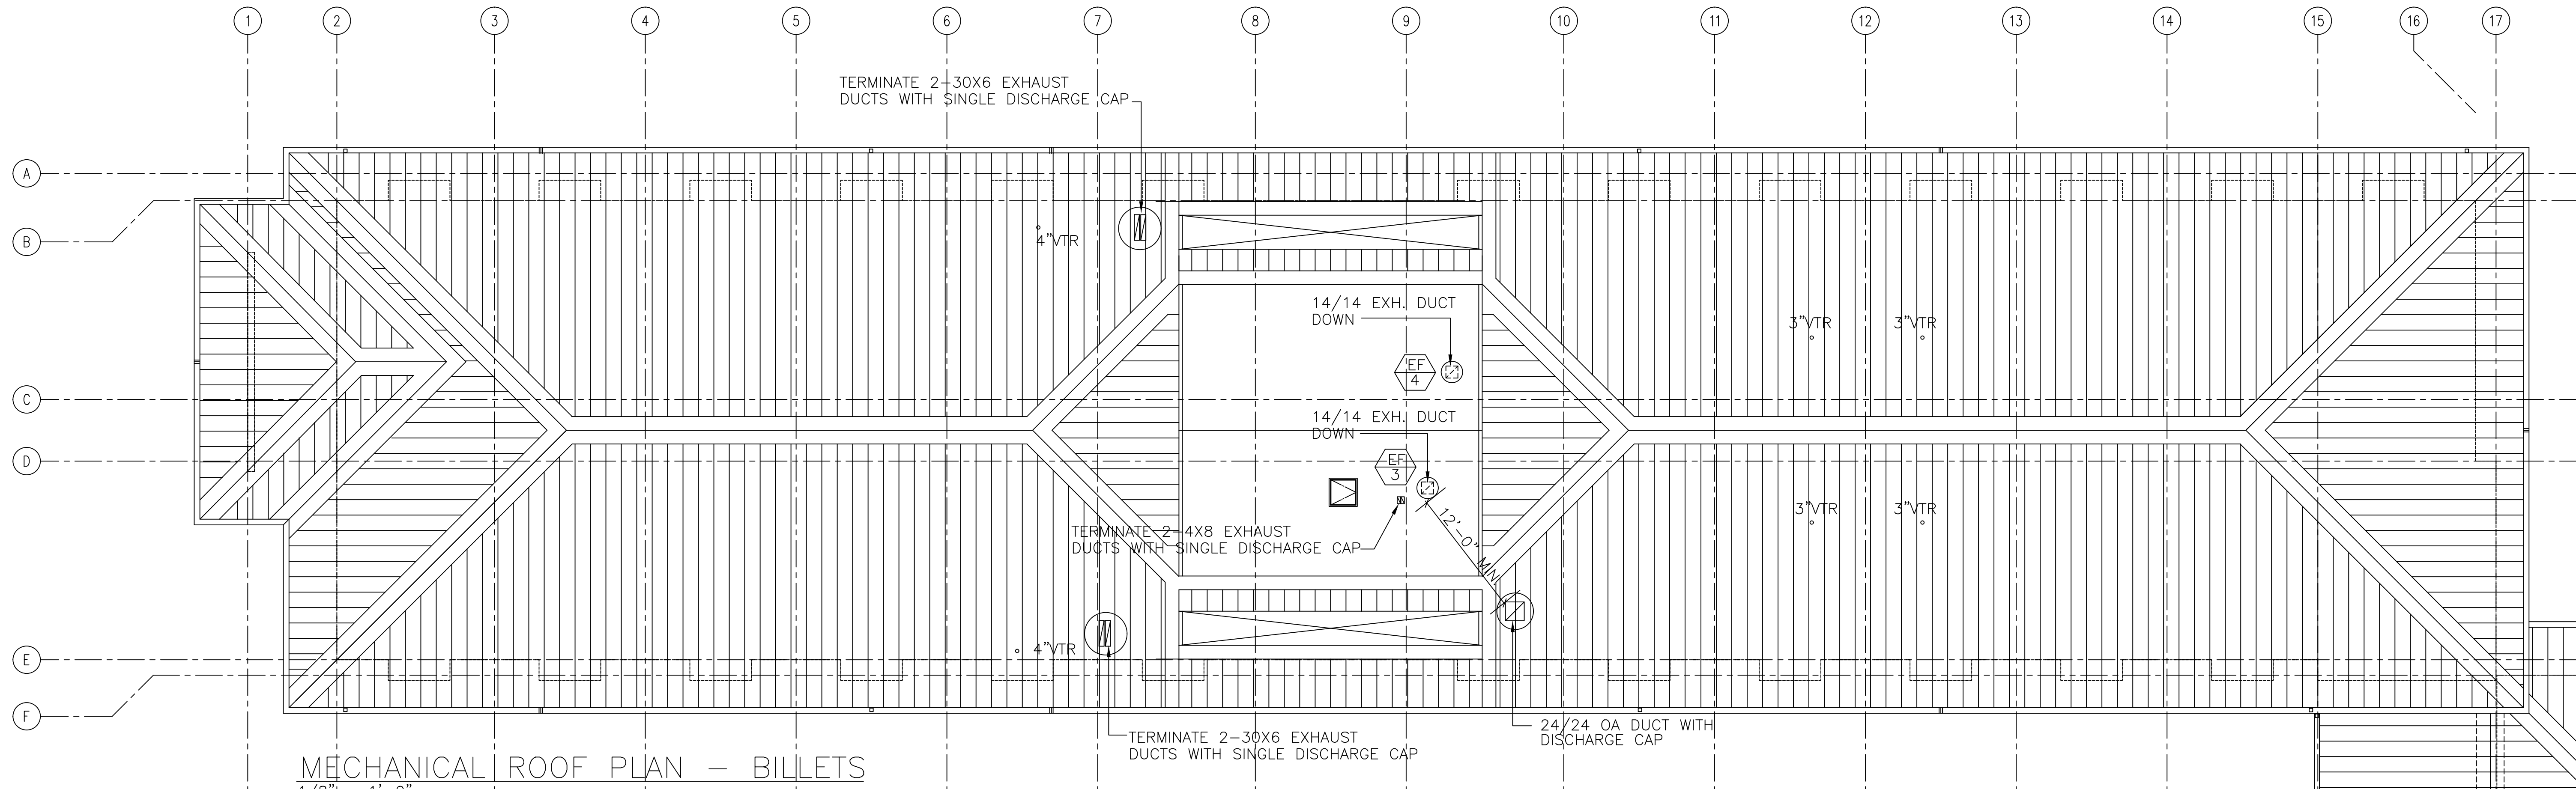 1 2 3 4 5 6 7 8 9 10 11 12 13 14 15 16 17
TERMINATE 2-30X6 EXHAUST
DUCTS WITH SINGLE DISCHARGE CAP
A
B
4"VTR
14/14 EXH. DUCT
DOWN
3"VTR 3"VTR
EF
4
C
14/14 EXH. DUCT
DOWN
D
EF
3
3"VTR 3"VTR
12'-0" MIN.
TERMINATE 2-4X8 EXHAUST
DUCTS WITH SINGLE DISCHARGE CAP
4"VTR
E
F
24/24 OA DUCT WITH
DISCHARGE CAP
TERMINATE 2-30X6 EXHAUST
DUCTS WITH SINGLE DISCHARGE CAP
MECHANICAL ROOF PLAN - BILLETS